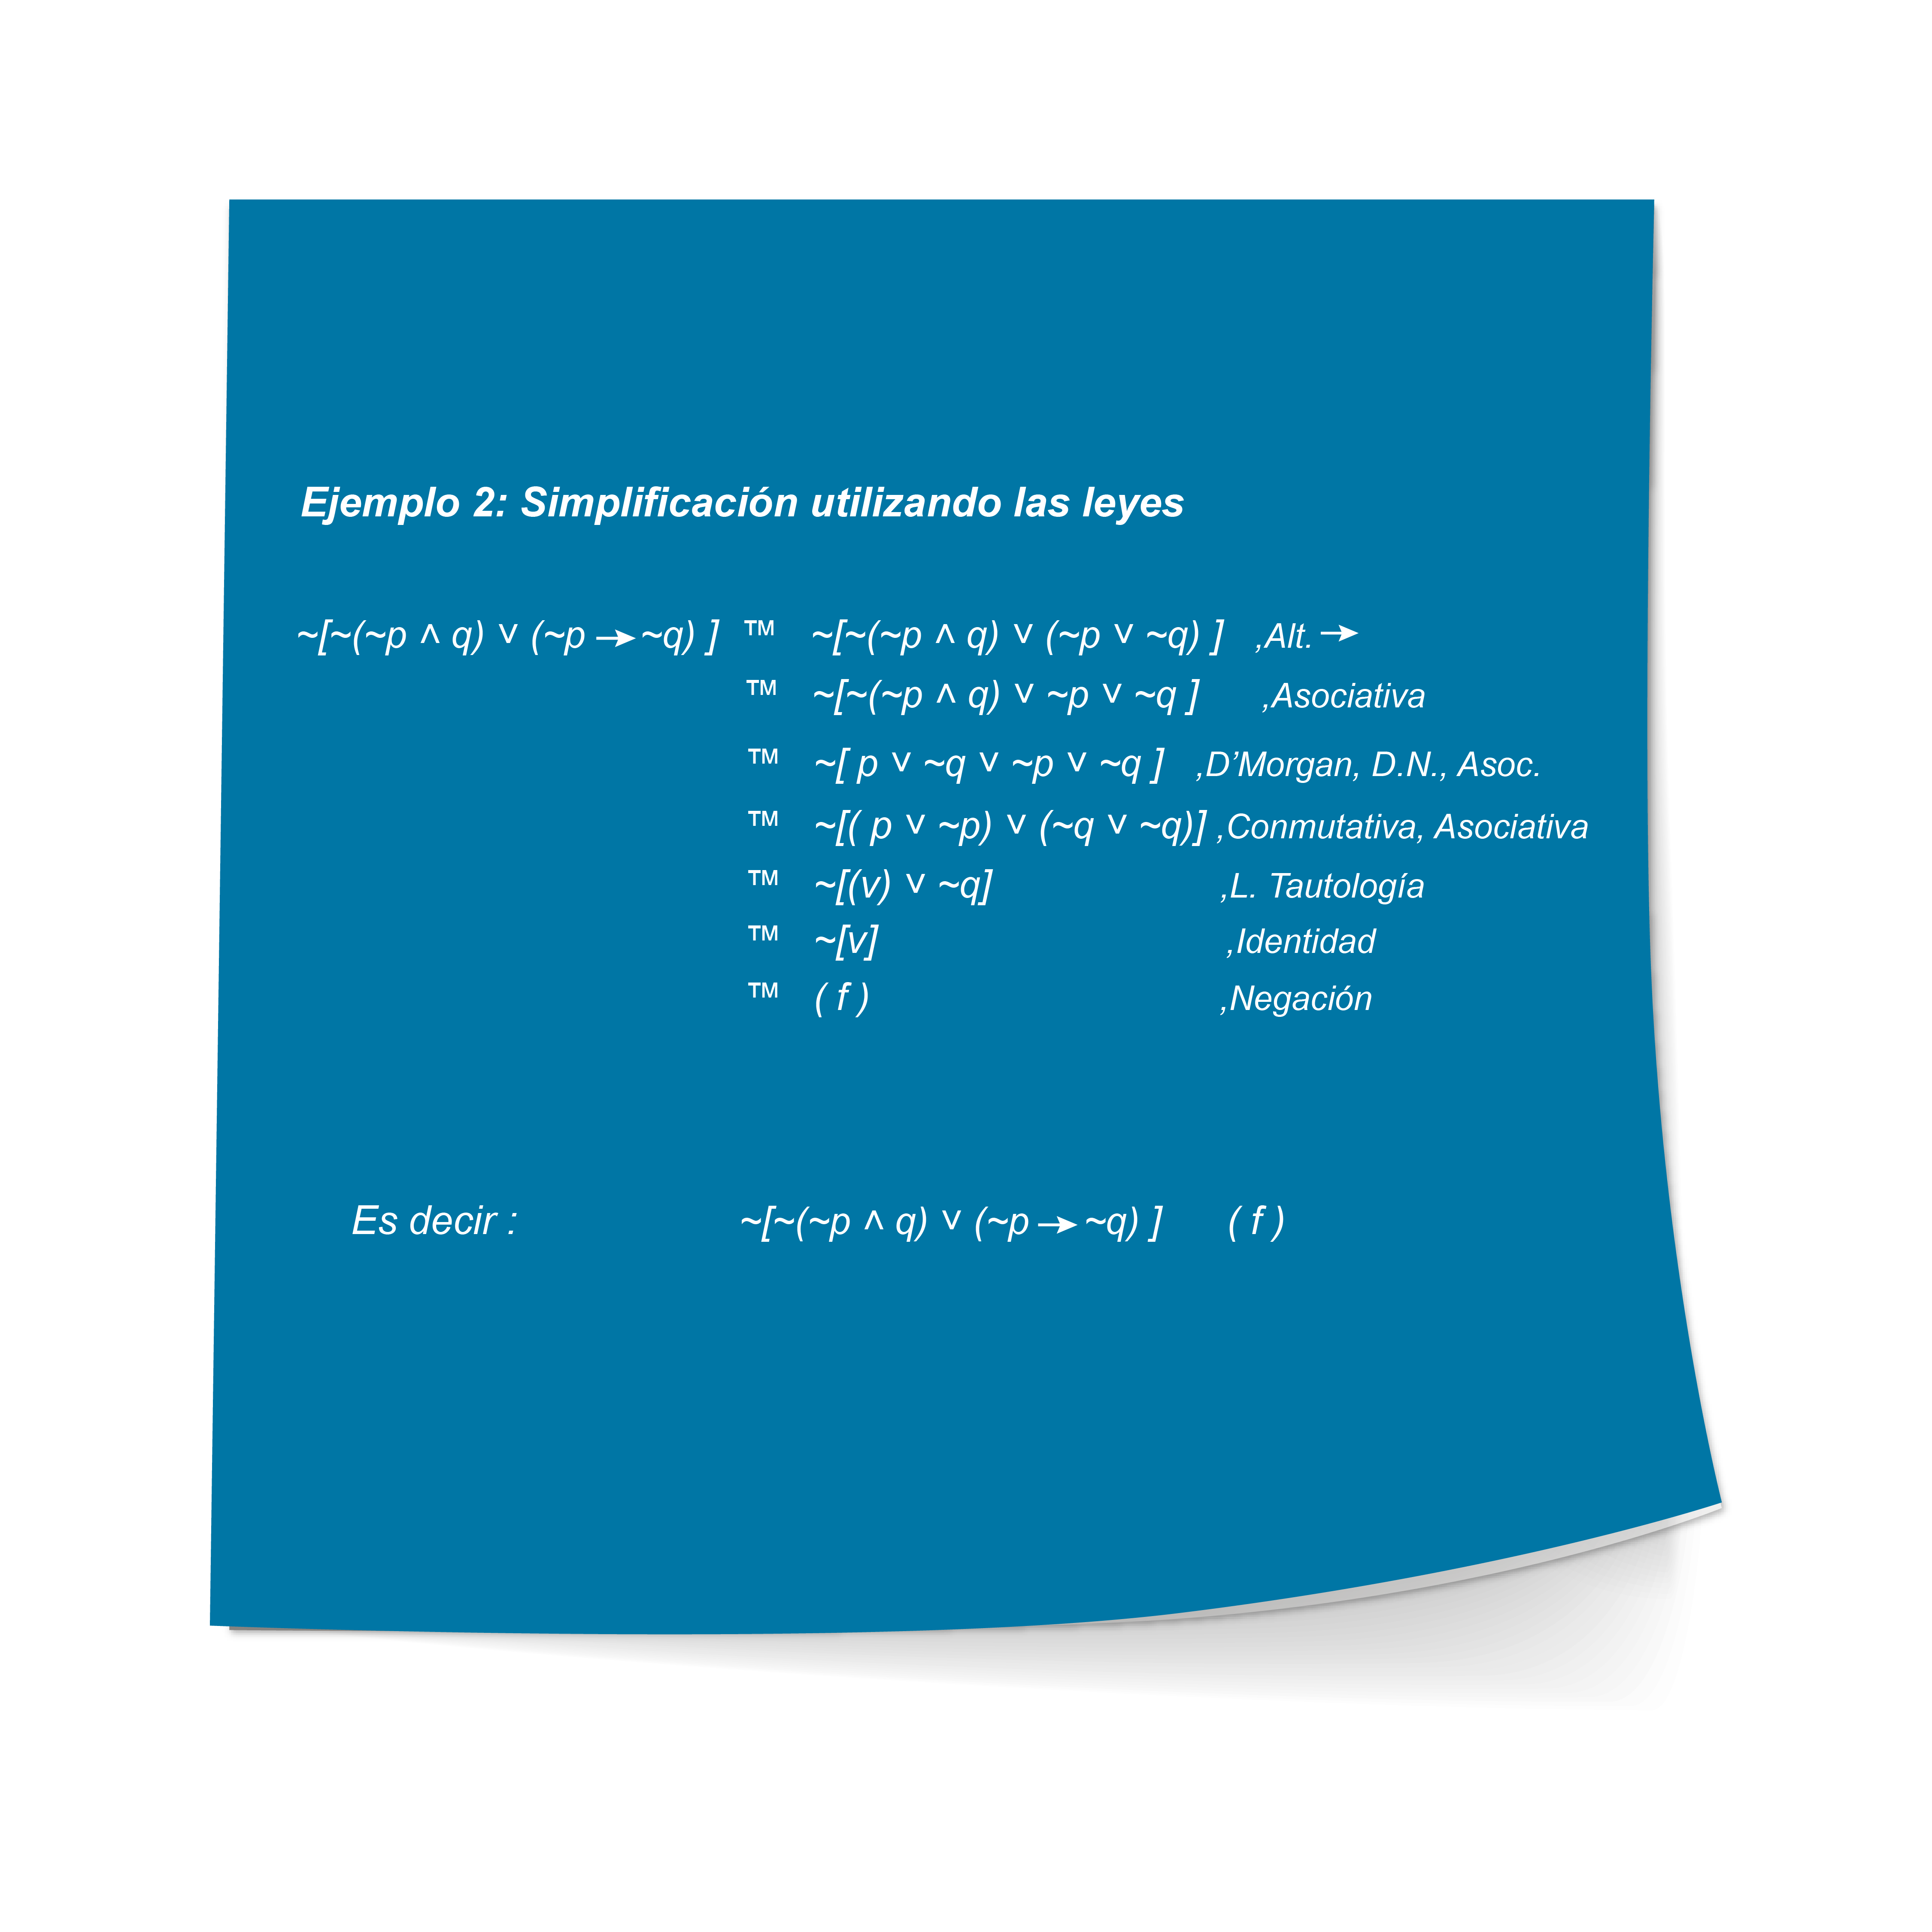 Ejemplo 2: Simplificación utilizando las leyes
~[~(~p ∧ q) ∨ (~p → ~q) ] ™ ~[~(~p ∧ q) ∨ (~p ∨ ~q) ] ,Alt. →
™ ~[~(~p ∧ q) ∨ ~p ∨ ~q ] ,Asociativa
™ ~[ p ∨ ~q ∨ ~p ∨ ~q ] ,D’Morgan, D.N., Asoc.
™ ~[( p ∨ ~p) ∨ (~q ∨ ~q)] ,Conmutativa, Asociativa
™ ~[(v) ∨ ~q] ,L. Tautología
™ ~[v] ,Identidad
™ ( f ) ,Negación
Es decir : ~[~(~p ∧ q) ∨ (~p → ~q) ] ( f )